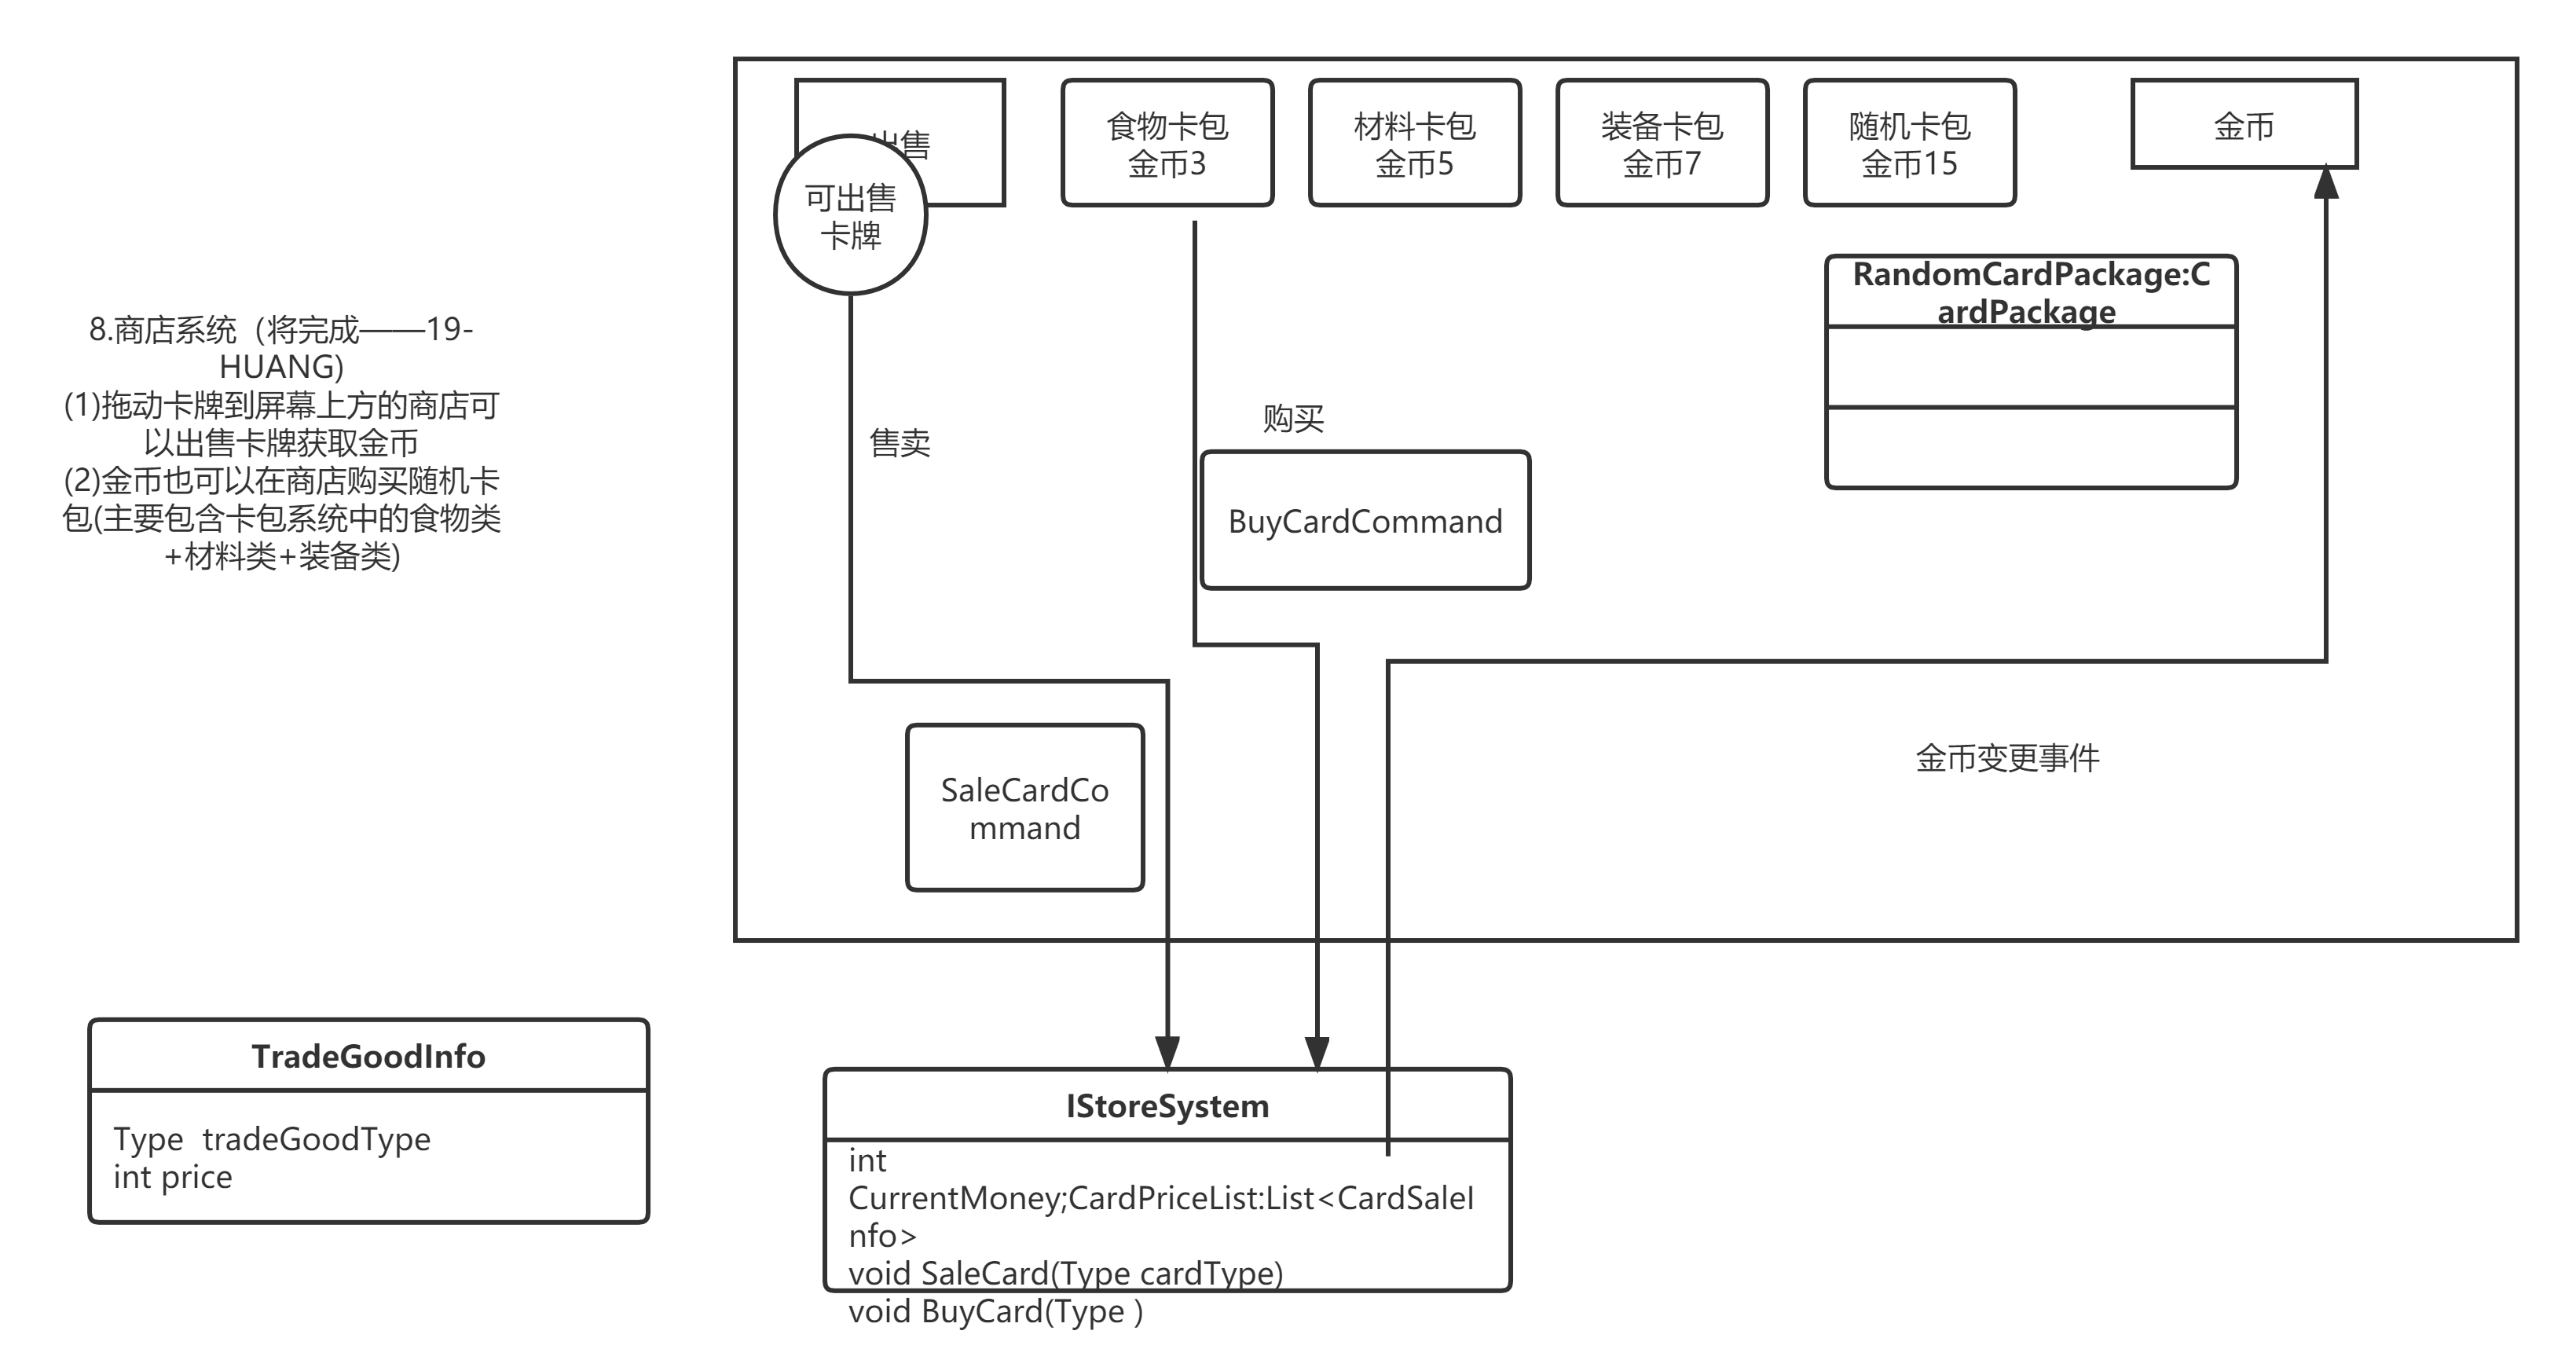 出售
可出售
卡牌
食物卡包
金币3
材料卡包
金币5
装备卡包
金币7
随机卡包
金币15
金币
RandomCardPackage:C
ardPackage
8.商店系统（将完成——19-
HUANG)
(1)拖动卡牌到屏幕上方的商店可
以出售卡牌获取金币
(2)金币也可以在商店购买随机卡
包(主要包含卡包系统中的食物类
+材料类+装备类)
售卖
购买
BuyCardCommand
SaleCardCo
mmand
金币变更事件
TradeGoodInfo
Type  tradeGoodType
int price
IStoreSystem
int
CurrentMoney;CardPriceList:List<CardSaleI
nfo>
void SaleCard(Type cardType)
void BuyCard(Type )